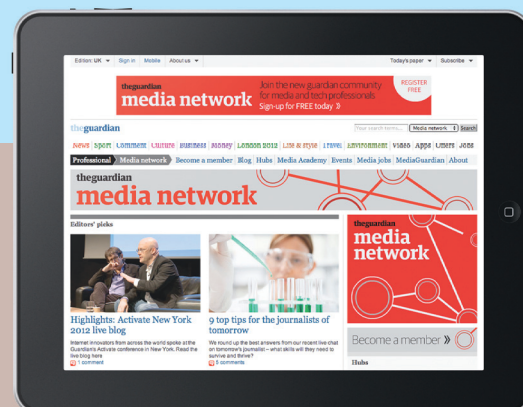 Edition: UK Sign in Mobile About us Today's paper Subscribe
theguardian
media network
Join the new guardian community
for media and tech professionals
Sign-up for FREE today »
REGISTER
FREE
theguardian
Your search terms... Media network Search
News Sport Comment Culture Business Money London 2012 Life & style Travel Environment Video Apps Offers Jobs
Professional Media network Become a member Blog Hubs Media Academy Events Media jobs MediaGuardian About
theguardian
media network
Editors' picks
Highlights: Activate New York
2012 live blog
Internet innovators from across the world spoke at the
Guardian's Activate conference in New York. Read the
live blog here
1 comment
9 top tips for the journalists of
tomorrow
We round up the best answers from our recent live chat
on tomorrow's journalist – what skills will they need to
survive and thrive?
5 comments
theguardian
media
network
Become a member »
Hubs